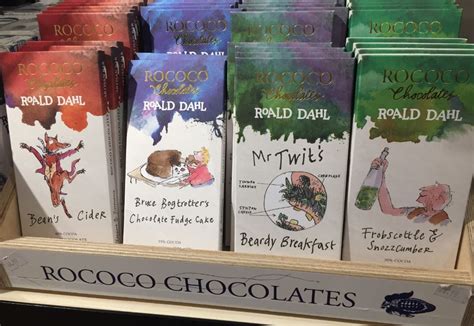 ROCOCO
Chocolates
ROALD DAHL
Bean's Cider
ROCOCO
Chocolates
ROALD DAHL
Bruce Bogtrotter's
Chocolate Fudge Cake
ROCOCO
Chocolates
ROALD DAHL
Mr Twit's
Beardy Breakfast
ROCOCO
Chocolates
ROALD DAHL
Frobscottle &
Snozzcumber
ROCOCO CHOCOLATES